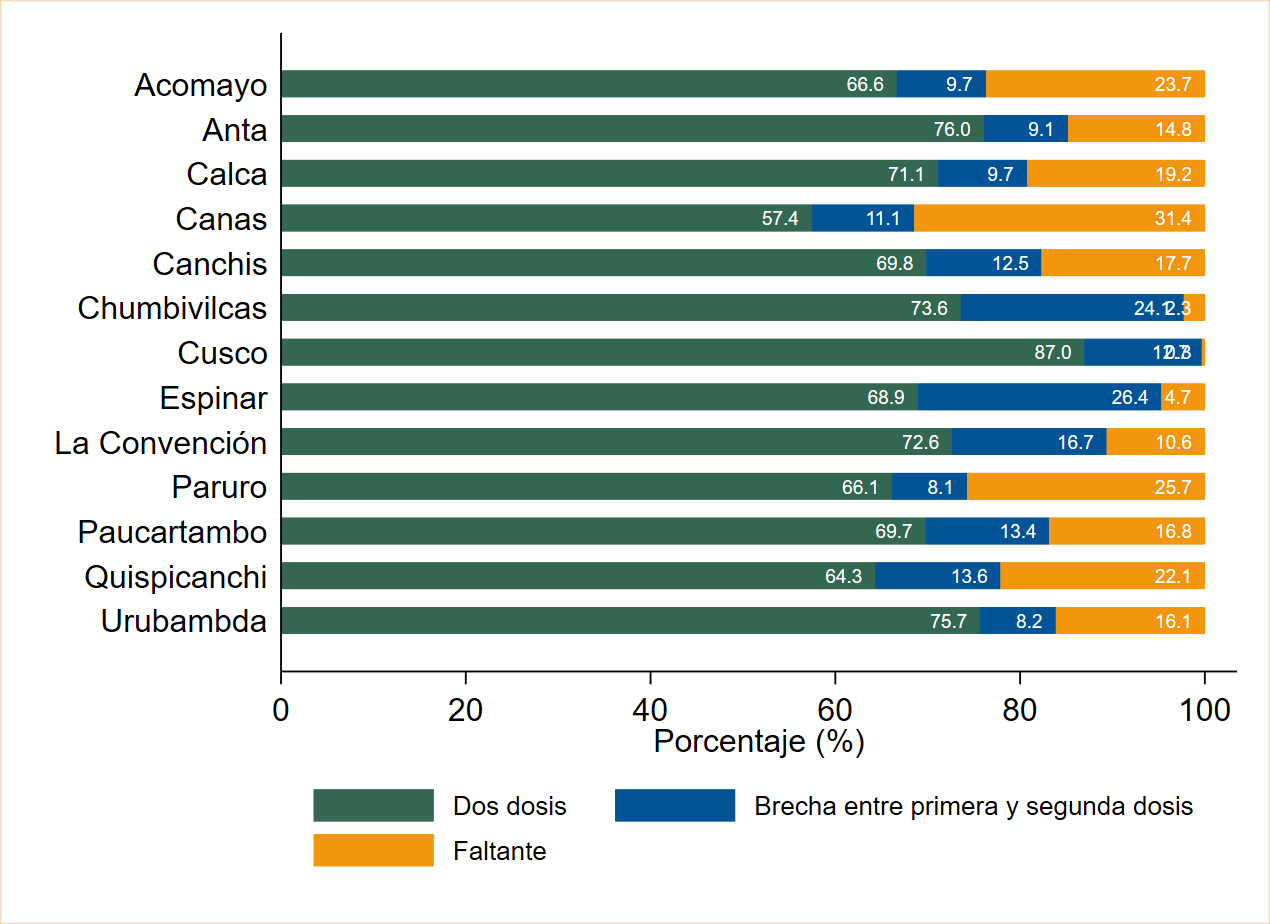 Acomayo 66.6 9.7 23.7
Anta 76.0 9.1 14.8
Calca 71.1 9.7 19.2
Canas 57.4 11.1 31.4
Canchis 69.8 12.5 17.7
Chumbivilcas 73.6 24.1 2.3
Cusco 87.0
Espinar 68.9 26.4 4.7
La Convención 72.6 16.7 10.6
Paruro 66.1 8.1 25.7
Paucartambo 69.7 13.4 16.8
Quispicanchi 64.3 13.6 22.1
Urubambda 75.7 8.2 16.1
0 20 40 60 80 100
Porcentaje (%)
Dos dosis Brecha entre primera y segunda dosis
Faltante